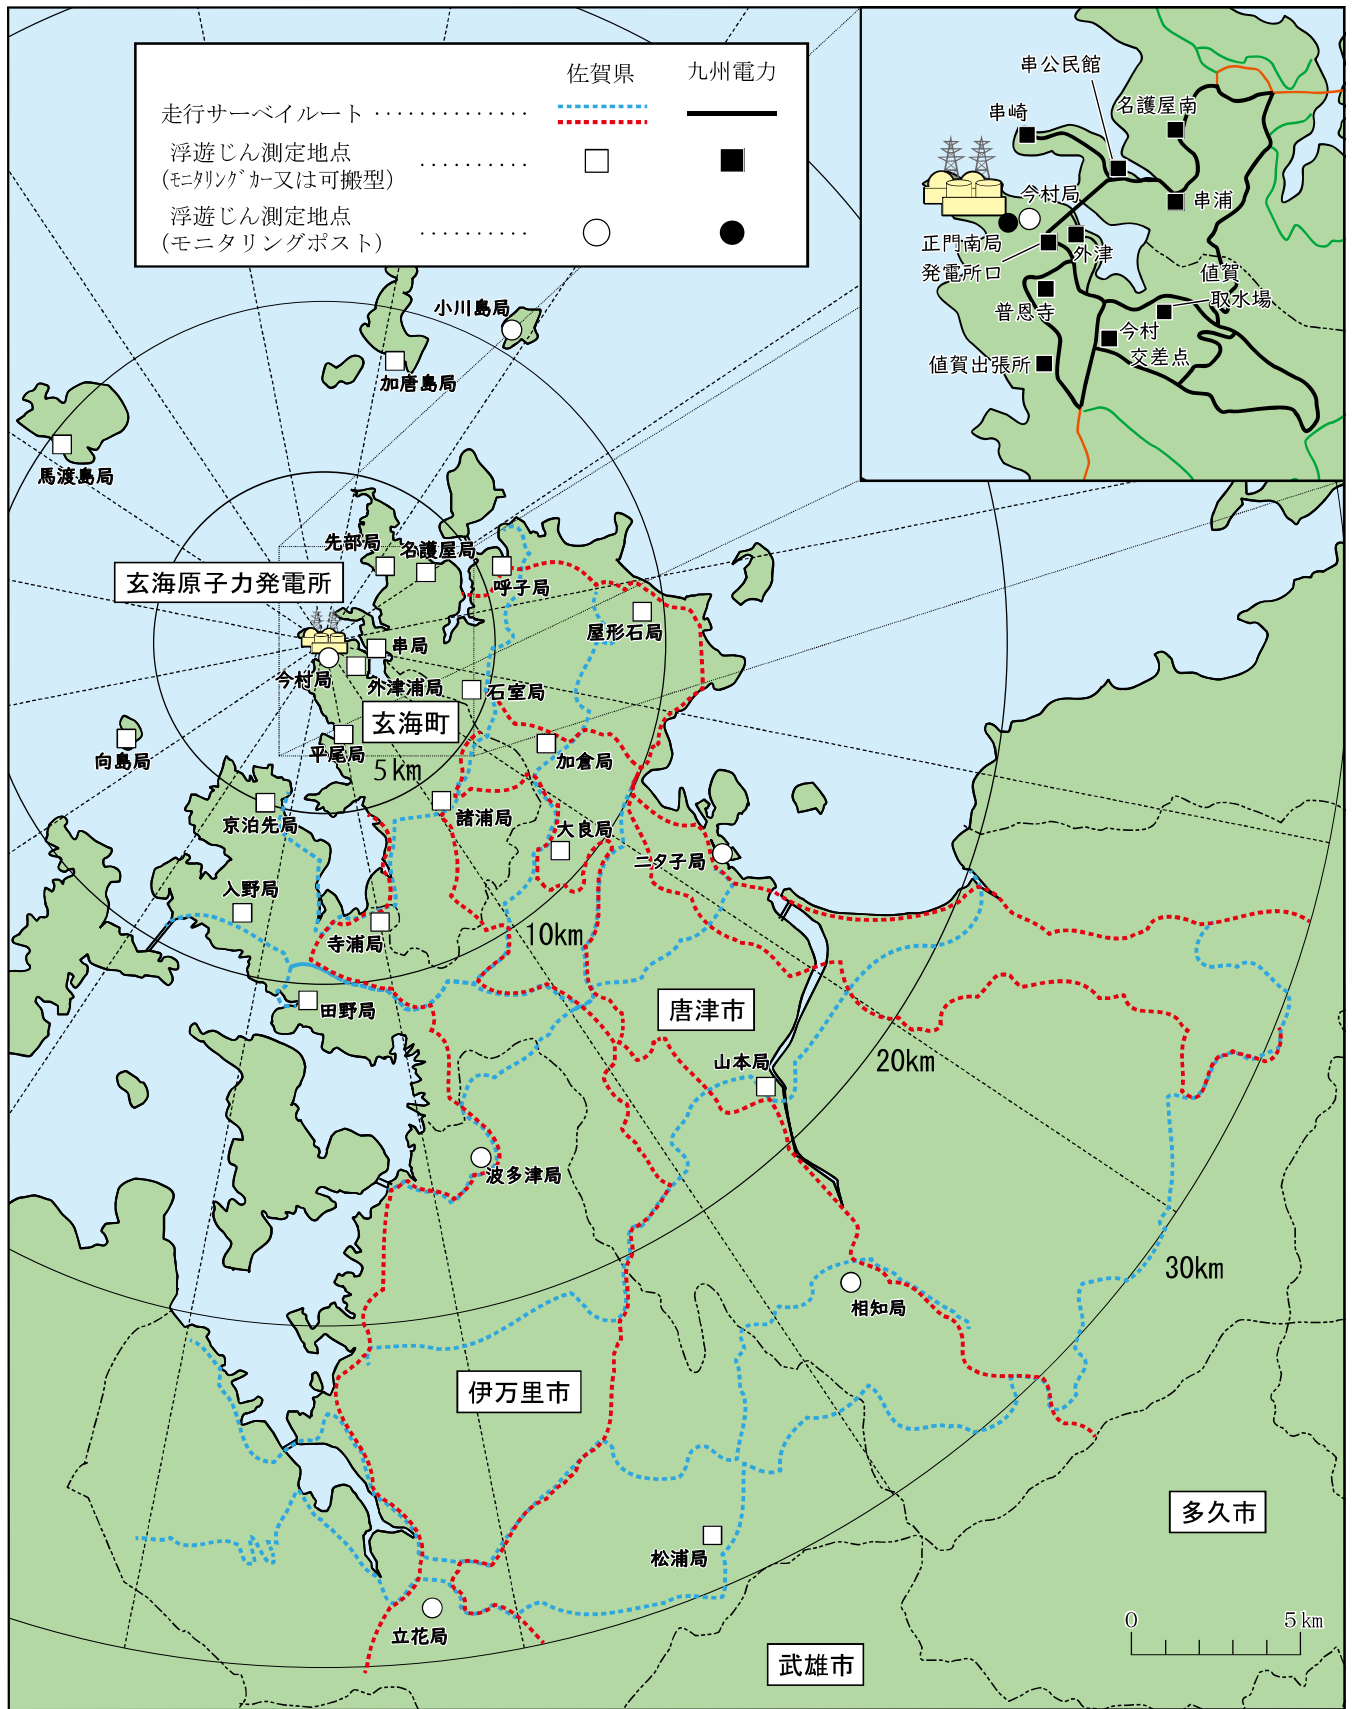 佐賀県 九州電力
走行サーベイルート ‥‥‥‥‥‥‥
浮遊じん測定地点 ‥‥‥‥‥
(ﾓﾆﾀﾘﾝｸﾞｶｰ又は可搬型)
浮遊じん測定地点
(モニタリングポスト) ‥‥‥‥‥
串公民館
串崎
名護屋南
今村局
串浦
正門南局
外津
発電所口
値賀
取水場
普恩寺
今村
交差点
値賀出張所
小川島局
加唐島局
馬渡島局
先部局
名護屋局
呼子局
玄海原子力発電所
屋形石局
串局
今村局
外津浦局
石室局
玄海町
平尾局
向島局
加倉局
5km
京泊先局
諸浦局
大良局
二タ子局
入野局
寺浦局
10km
田野局
唐津市
山本局
20km
波多津局
30km
相知局
伊万里市
多久市
松浦局
立花局
武雄市
0 5km